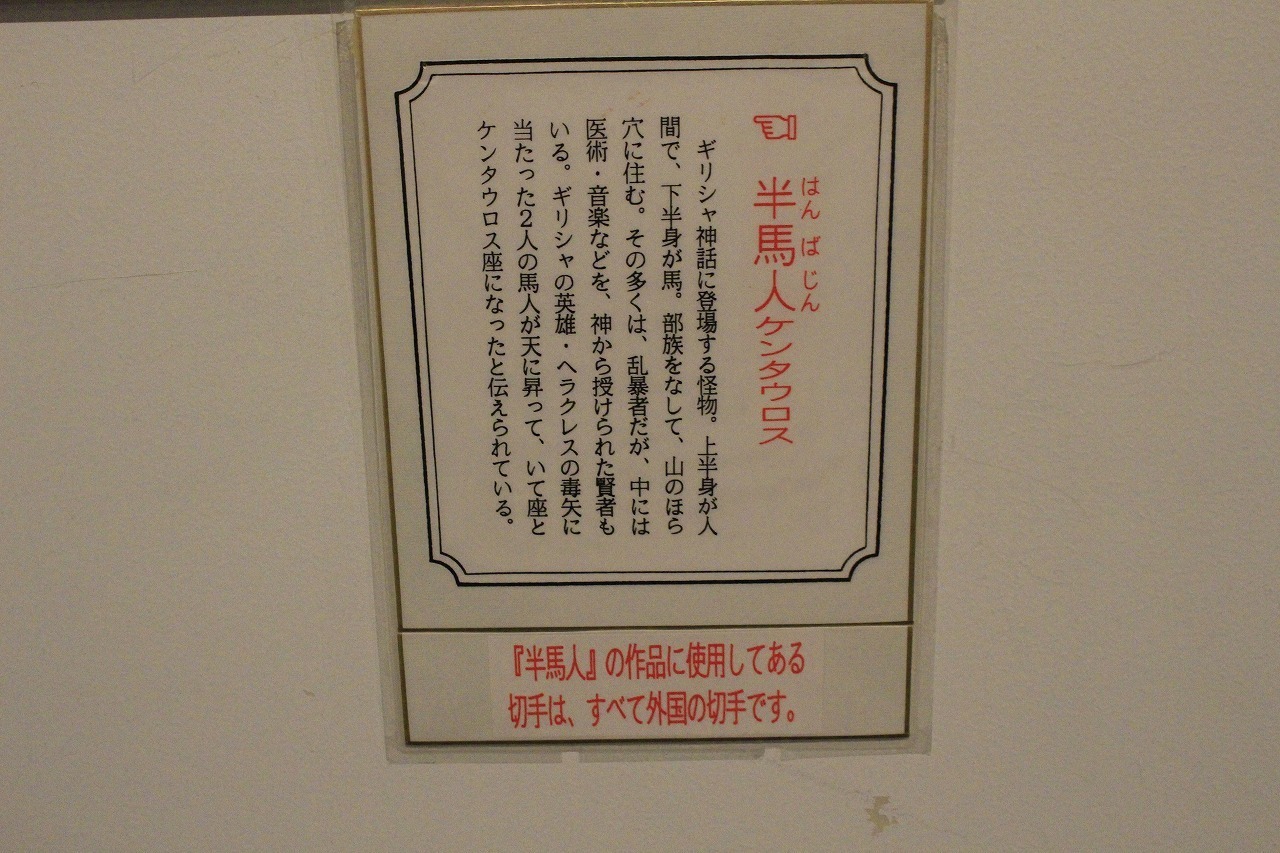 ☜ 半馬人ケンタウロス
はんばじん
ギリシャ神話に登場する怪物。上半身が人
間で、下半身が馬。部族をなして、山のほら
穴に住む。その多くは、乱暴者だが、中には
医術・音楽などを、神から授けられた賢者も
いる。ギリシャの英雄・ヘラクレスの毒矢に
当たった2人の馬人が天に昇って、いて座と
ケンタウロス座になったと伝えられている。
『半馬人』の作品に使用してある
切手は、すべて外国の切手です。